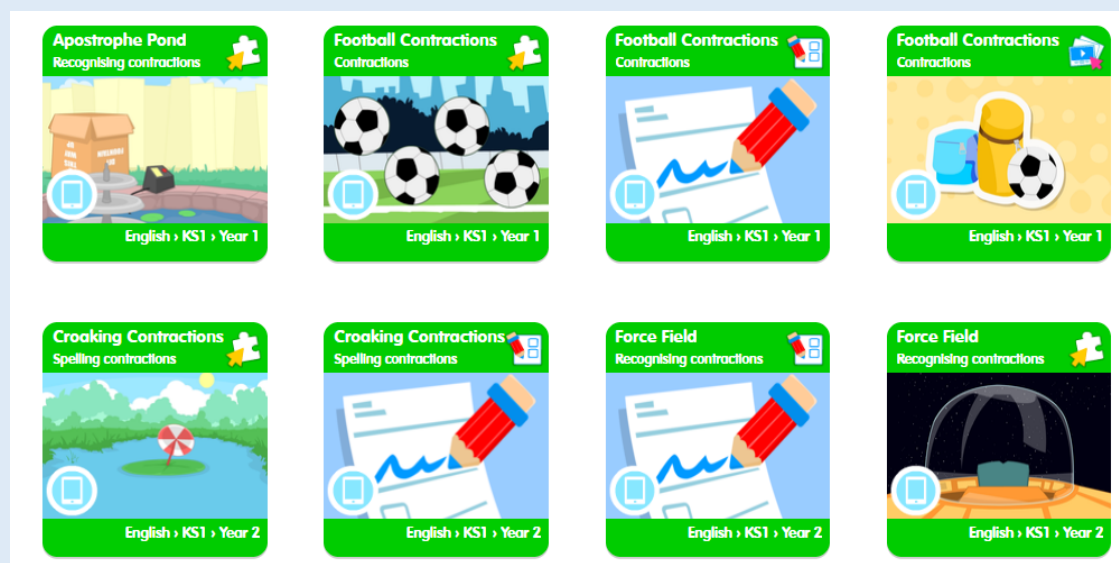 Apostrophe Pond
Recognising contractions
English › KS1 › Year 1
Football Contractions
Contractions
English › KS1 › Year 1
Football Contractions
Contractions
English › KS1 › Year 1
Football Contractions
Contractions
English › KS1 › Year 1
Croaking Contractions
Spelling contractions
English › KS1 › Year 2
Croaking Contractions
Spelling contractions
English › KS1 › Year 2
Force Field
Recognising contractions
English › KS1 › Year 2
Force Field
Recognising contractions
English › KS1 › Year 2